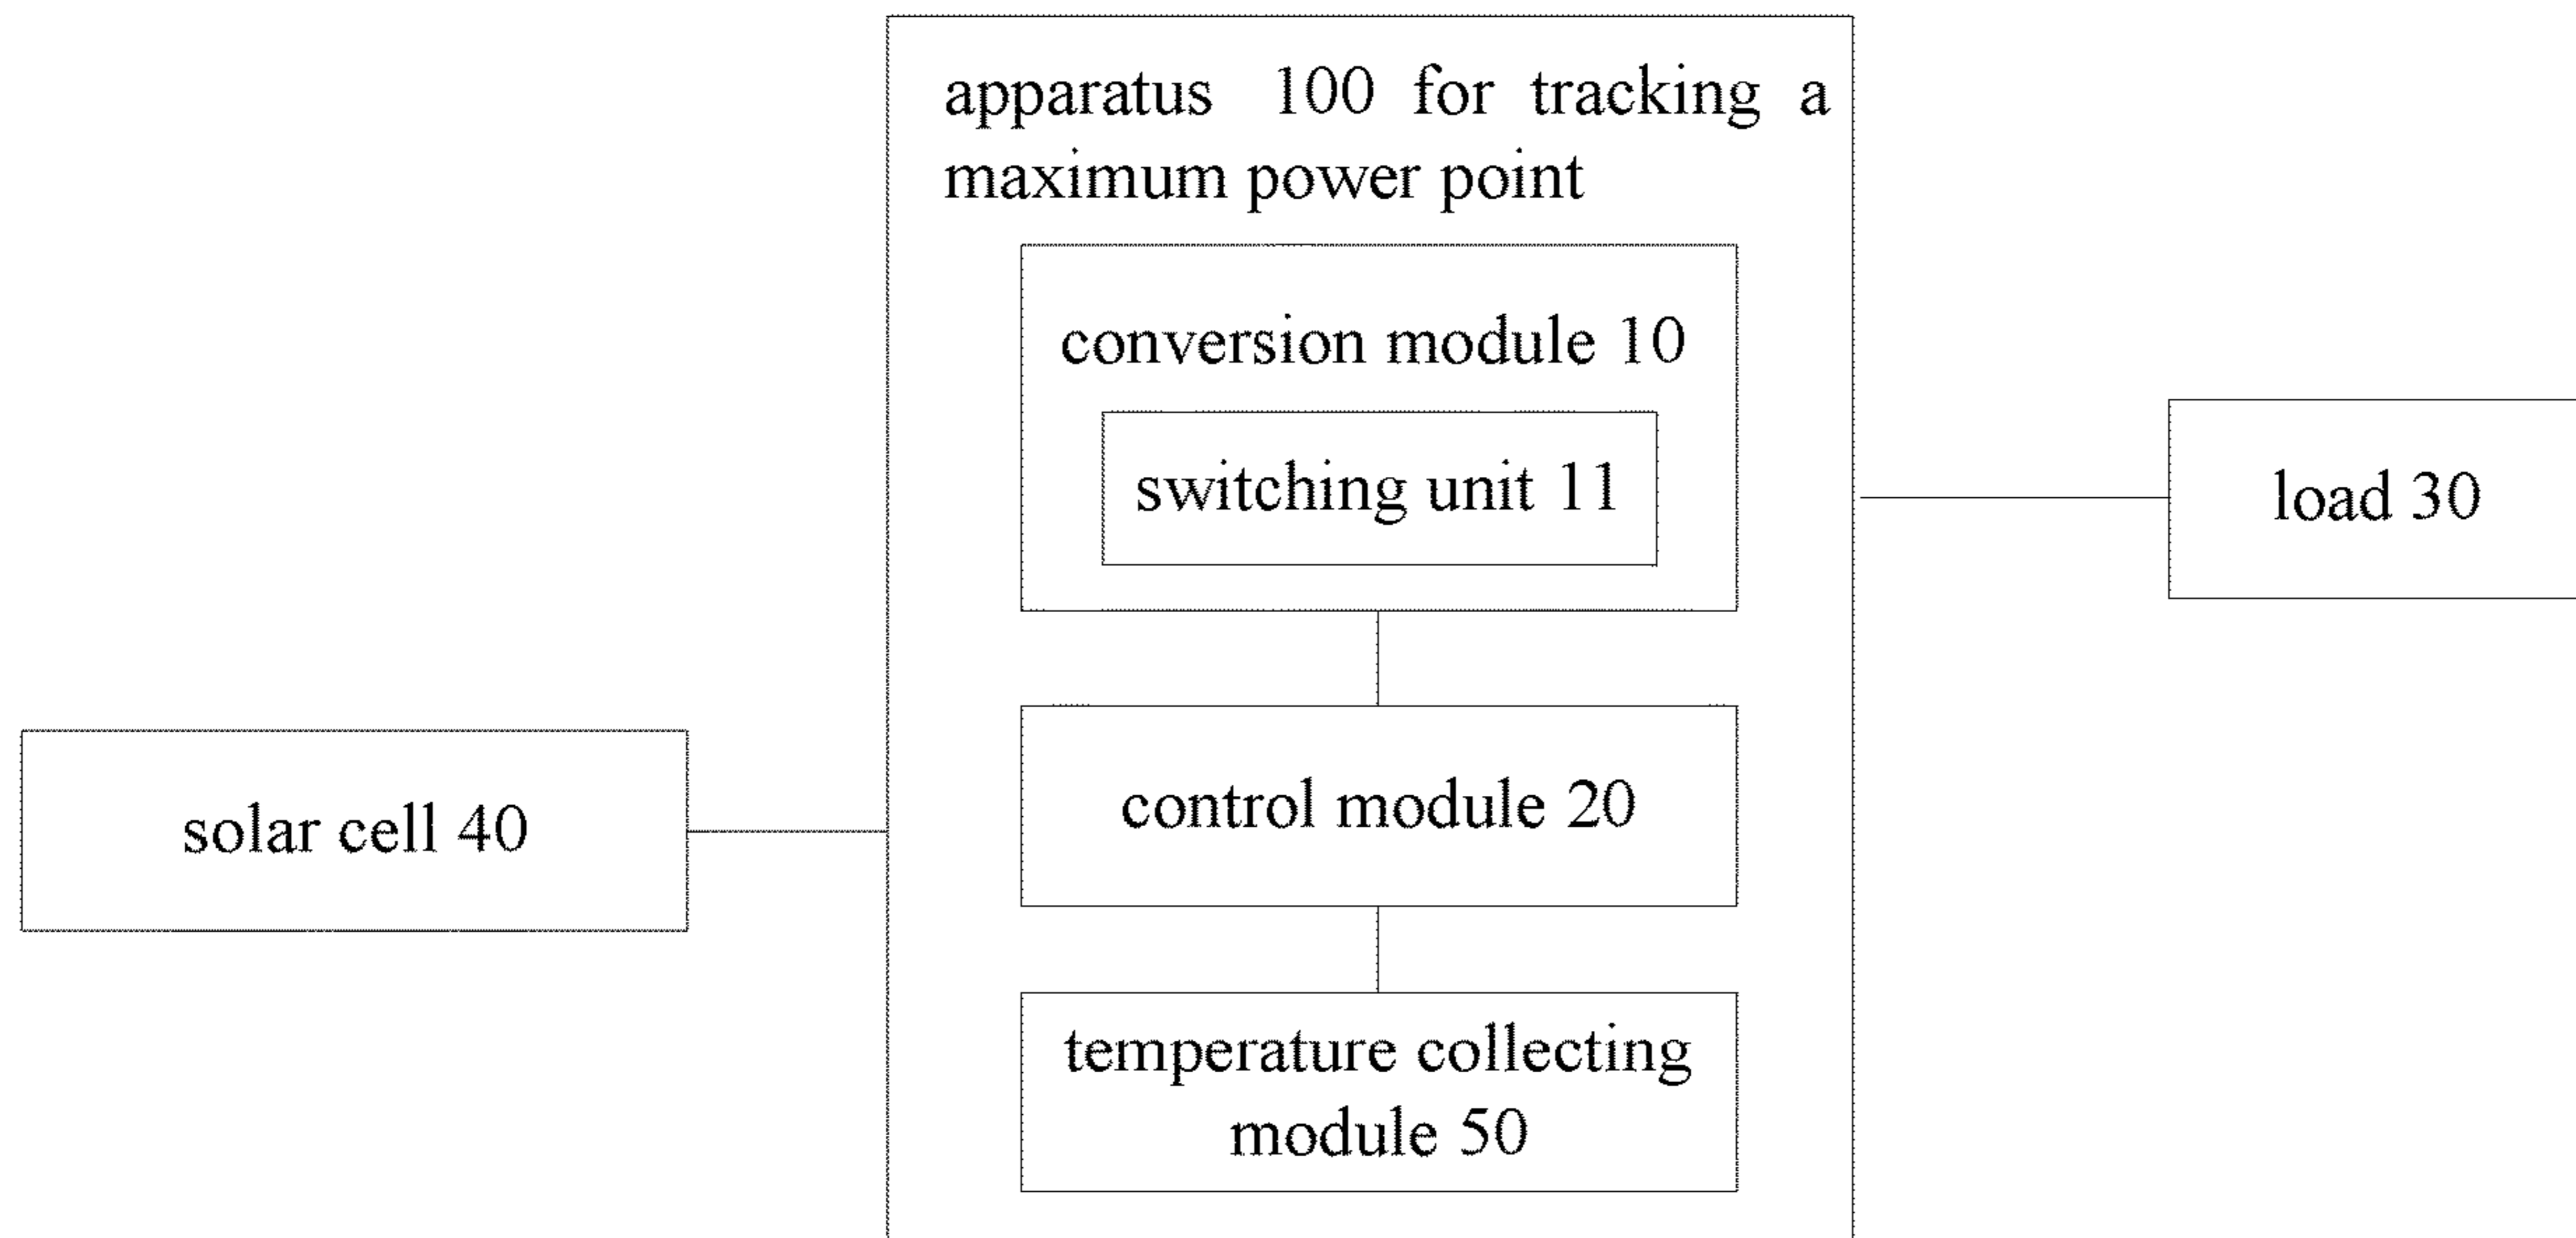 apparatus 100 for tracking a
maximum power point
conversion module 10
switching unit 11
load 30
control module 20
solar cell 40
temperature collecting
module 50